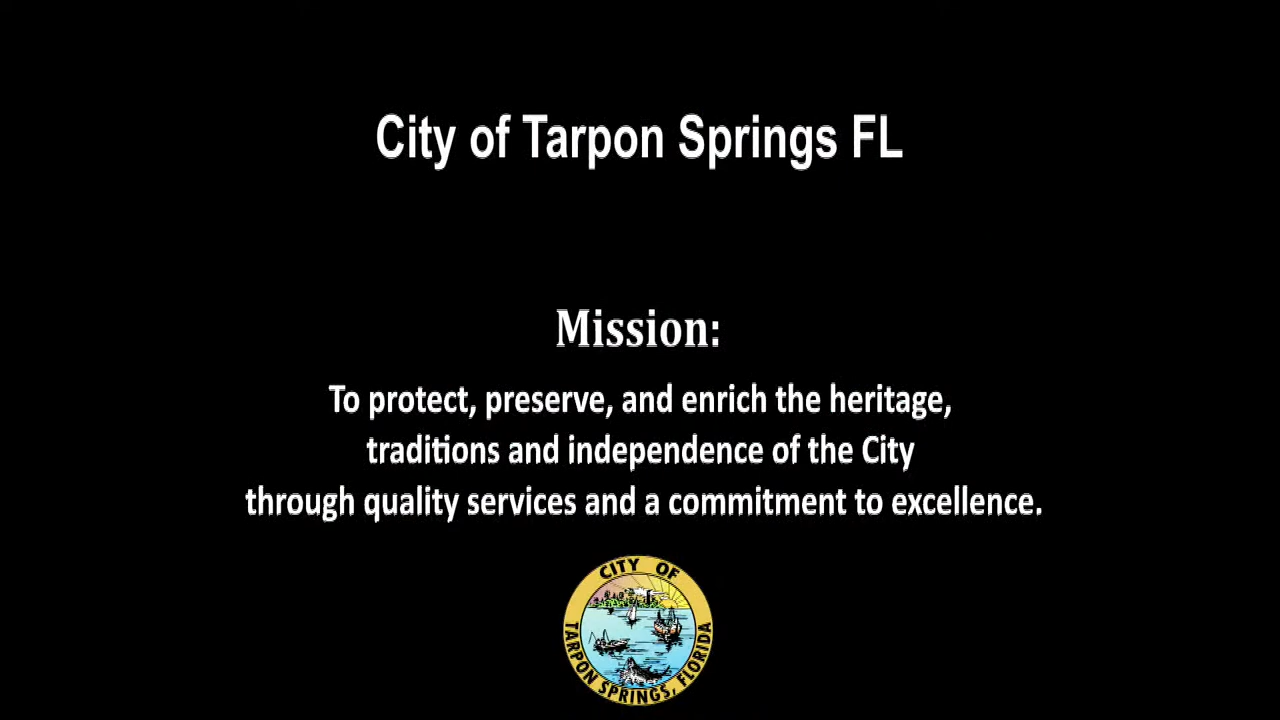 City of Tarpon Springs FL
Mission:
To protect, preserve, and enrich the heritage,
traditions and independence of the City
through quality services and a commitment to excellence.
CITY OF
TARPON SPRINGS, FLORIDA